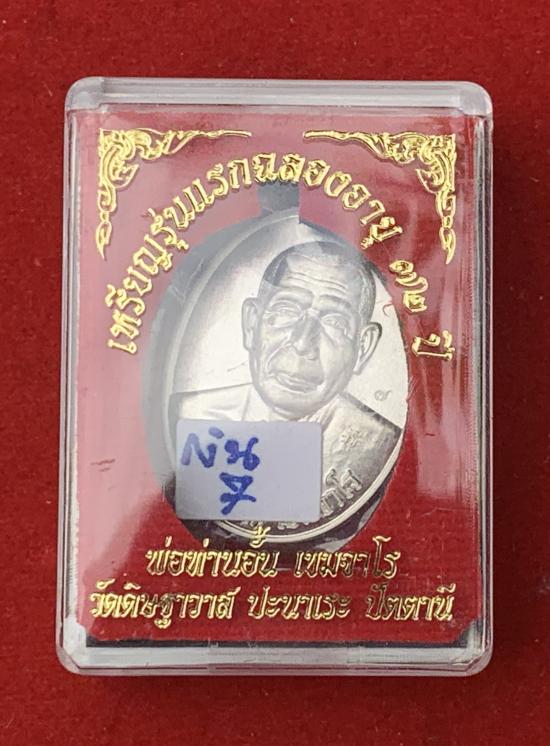 เหรียญรุ่นแรกฉลองอายุ ๗๒ ปี
๗
7
พ่อท่านอั้น เขมจาโร
วัดดิษฐาวาส ปะนาเระ ปัตตานี